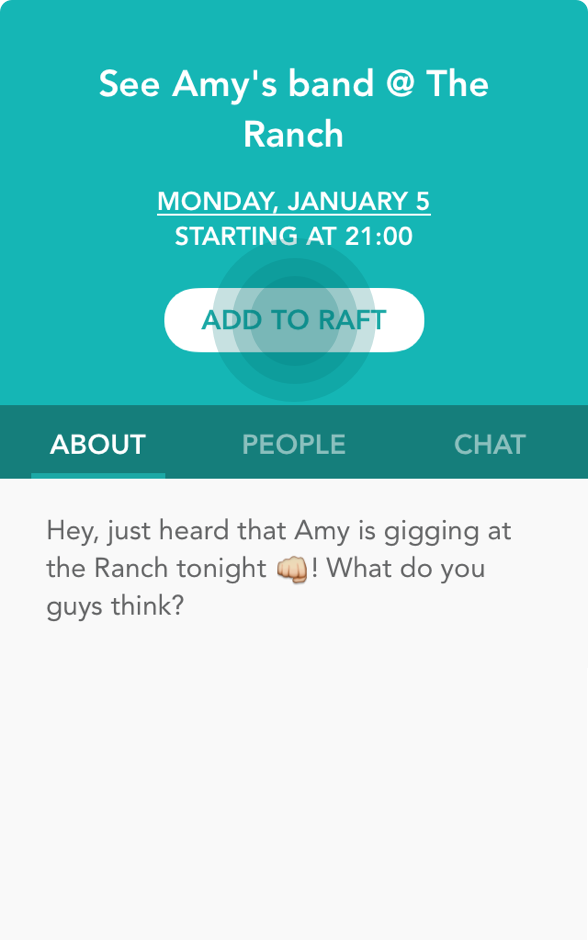 See Amy's band @ The
Ranch
MONDAY, JANUARY 5
STARTING AT 21:00
ADD TO RAFT
ABOUT PEOPLE CHAT
Hey, just heard that Amy is gigging at
the Ranch tonight 👊! What do you
guys think?